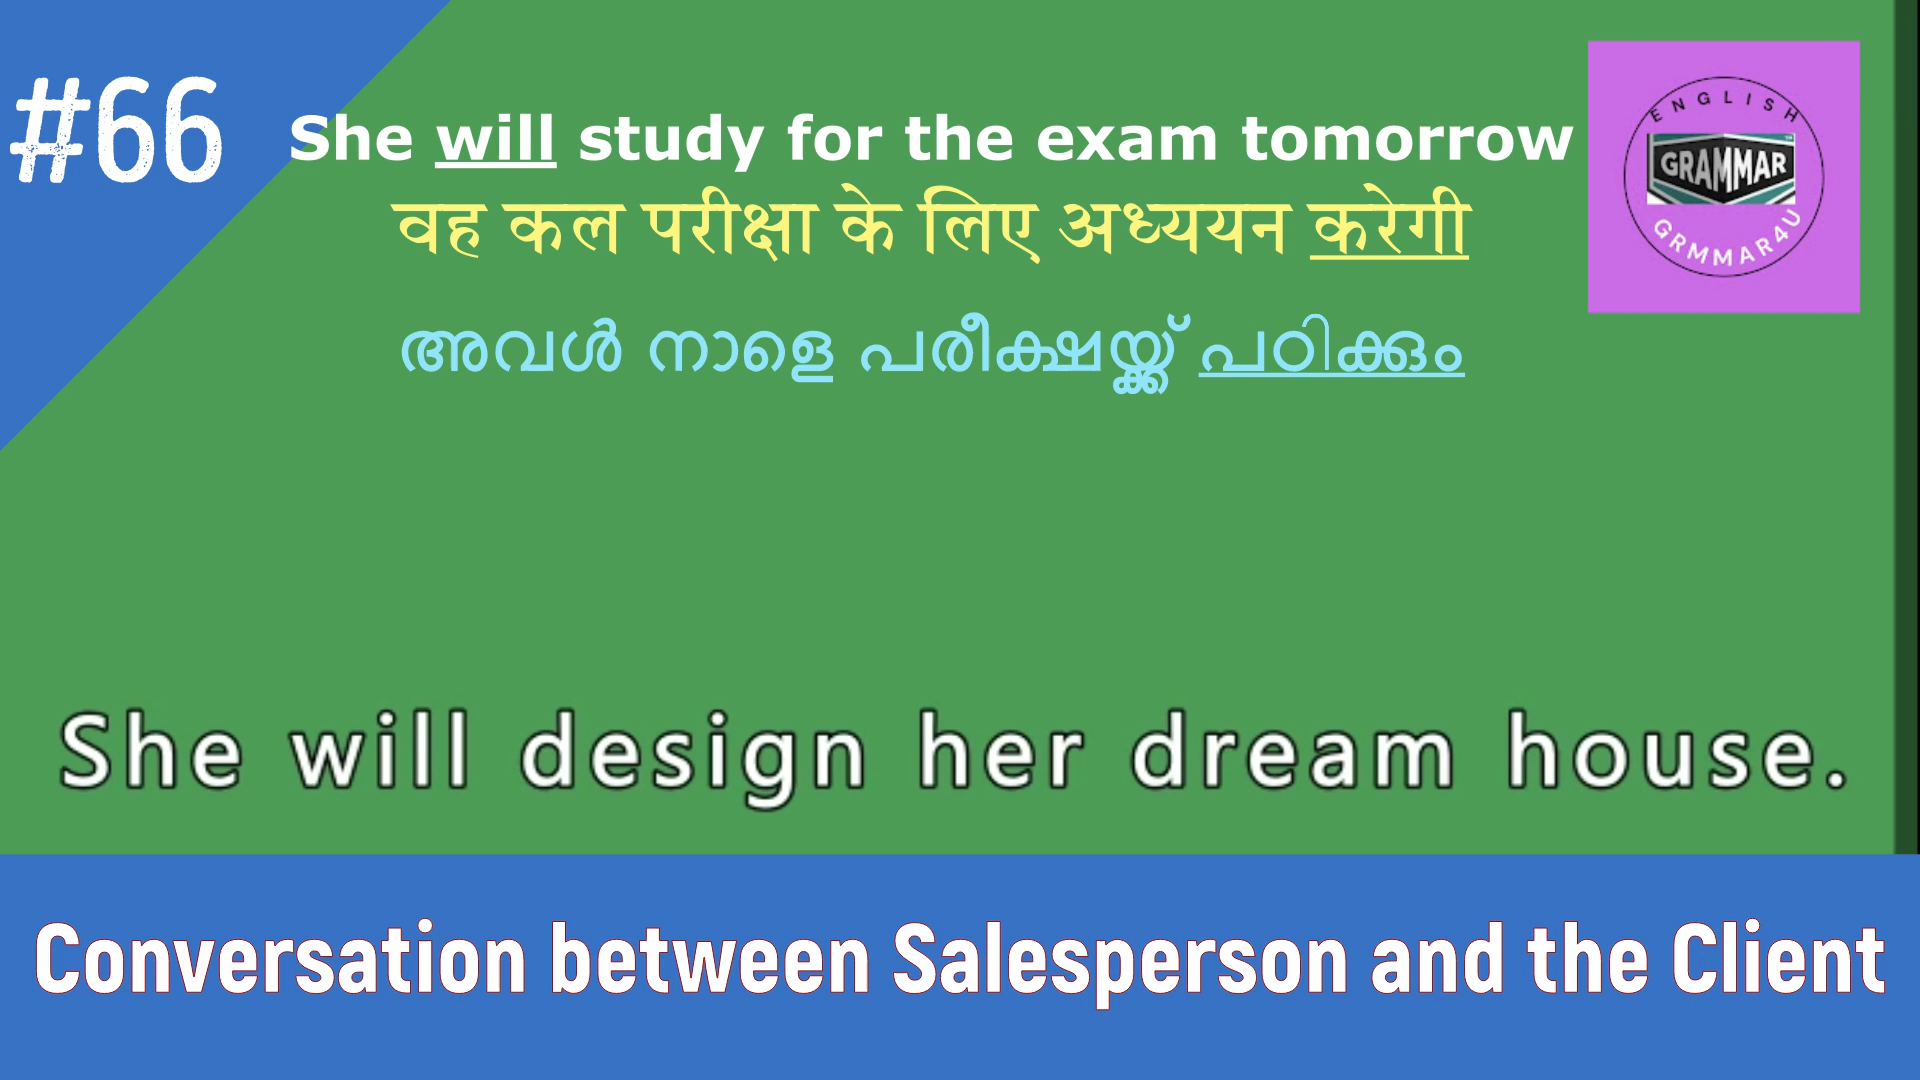 #66
She will study for the exam tomorrow
वह कल परीक्षा के लिए अध्ययन करेगी
അവൾ നാളെ പരീക്ഷയ്ക്ക് പഠിക്കും
ENGLISH
GRAMMAR
GRMMAR4U
She will design her dream house.
Conversation between Salesperson and the Client